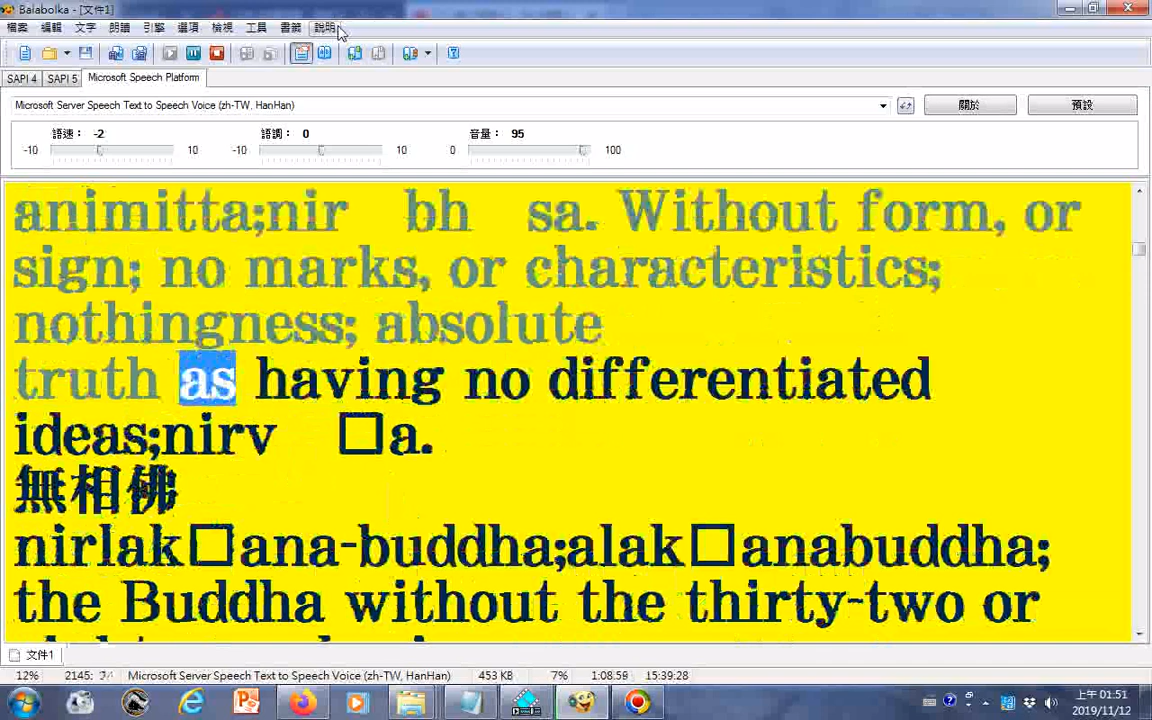 Balabolka - [文件1]
檔案 編輯 文字 朗讀 引擎 選項 檢視 工具 書籤 說明
SAPI 4 SAPI 5 Microsoft Speech Platform
Microsoft Server Speech Text to Speech Voice (zh-TW, HanHan) 關於 預設
語速： -2 語調： 0 音量： 95
-10 10 -10 10 0 100
animitta;nir bh sa. Without form, or
sign; no marks, or characteristics;
nothingness; absolute
truth as having no differentiated
ideas;nirv □a.
無相佛
nirlak□ana-buddha;alak□anabuddha;
the Buddha without the thirty-two or
文件1
12% 2145: Microsoft Server Speech Text to Speech Voice (zh-TW, HanHan) 453 KB 7% 1:08:59 15:39:28
上午 01:51
2019/11/12